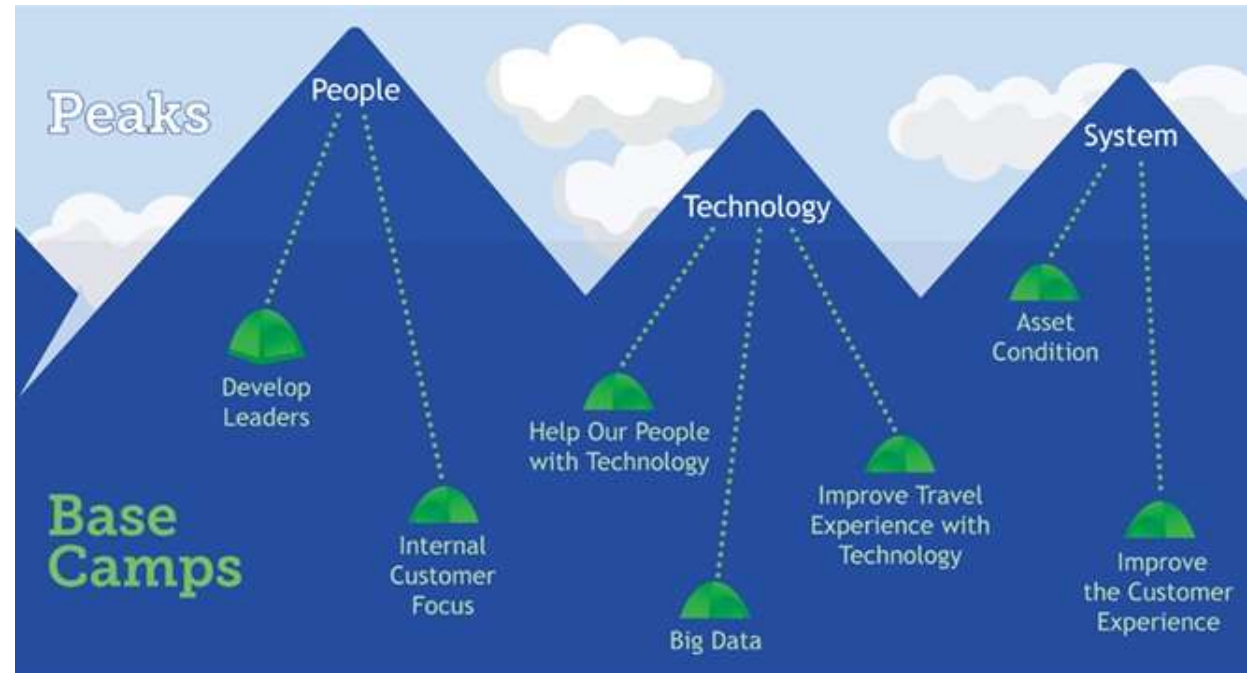 Peaks
People
Technology
System
Develop
Leaders
Internal
Customer
Focus
Help Our People
with Technology
Big Data
Improve Travel
Experience with
Technology
Asset
Condition
Improve
the Customer
Experience
Base
Camps